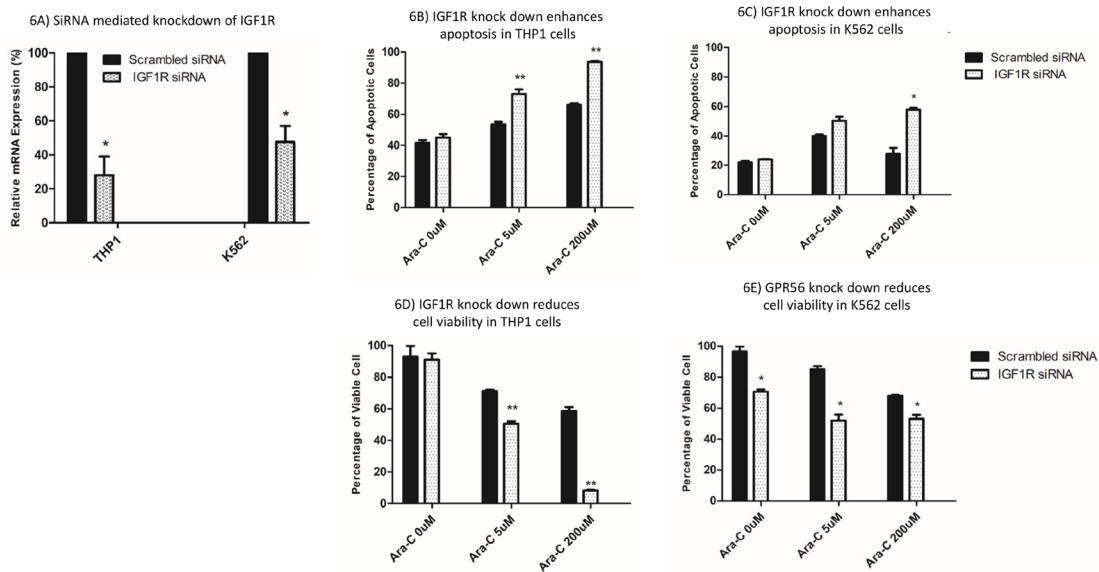 6A) SiRNA mediated knockdown of IGF1R
Relative mRNA Expression (%)
100
80
60
40
20
0
Scrambled siRNA
IGF1R siRNA
*
*
THP1
K562
6B) IGF1R knock down enhances
apoptosis in THP1 cells
Percentage of Apoptotic Cells
100
80
60
40
20
0
**
**
Ara-C 0uM
Ara-C 5uM
Ara-C 200uM
6C) IGF1R knock down enhances
apoptosis in K562 cells
Percentage of Apoptotic Cells
100
80
60
40
20
0
*
Scrambled siRNA
IGF1R siRNA
Ara-C 0uM
Ara-C 5uM
Ara-C 200uM
6D) IGF1R knock down reduces
cell viability in THP1 cells
Percentage of Viable Cell
100
80
60
40
20
0
**
**
Ara-C 0uM
Ara-C 5uM
Ara-C 200uM
6E) GPR56 knock down reduces
cell viability in K562 cells
Percentage of Viable Cell
100
80
60
40
20
0
*
*
*
Scrambled siRNA
IGF1R siRNA
Ara-C 0uM
Ara-C 5uM
Ara-C 200uM